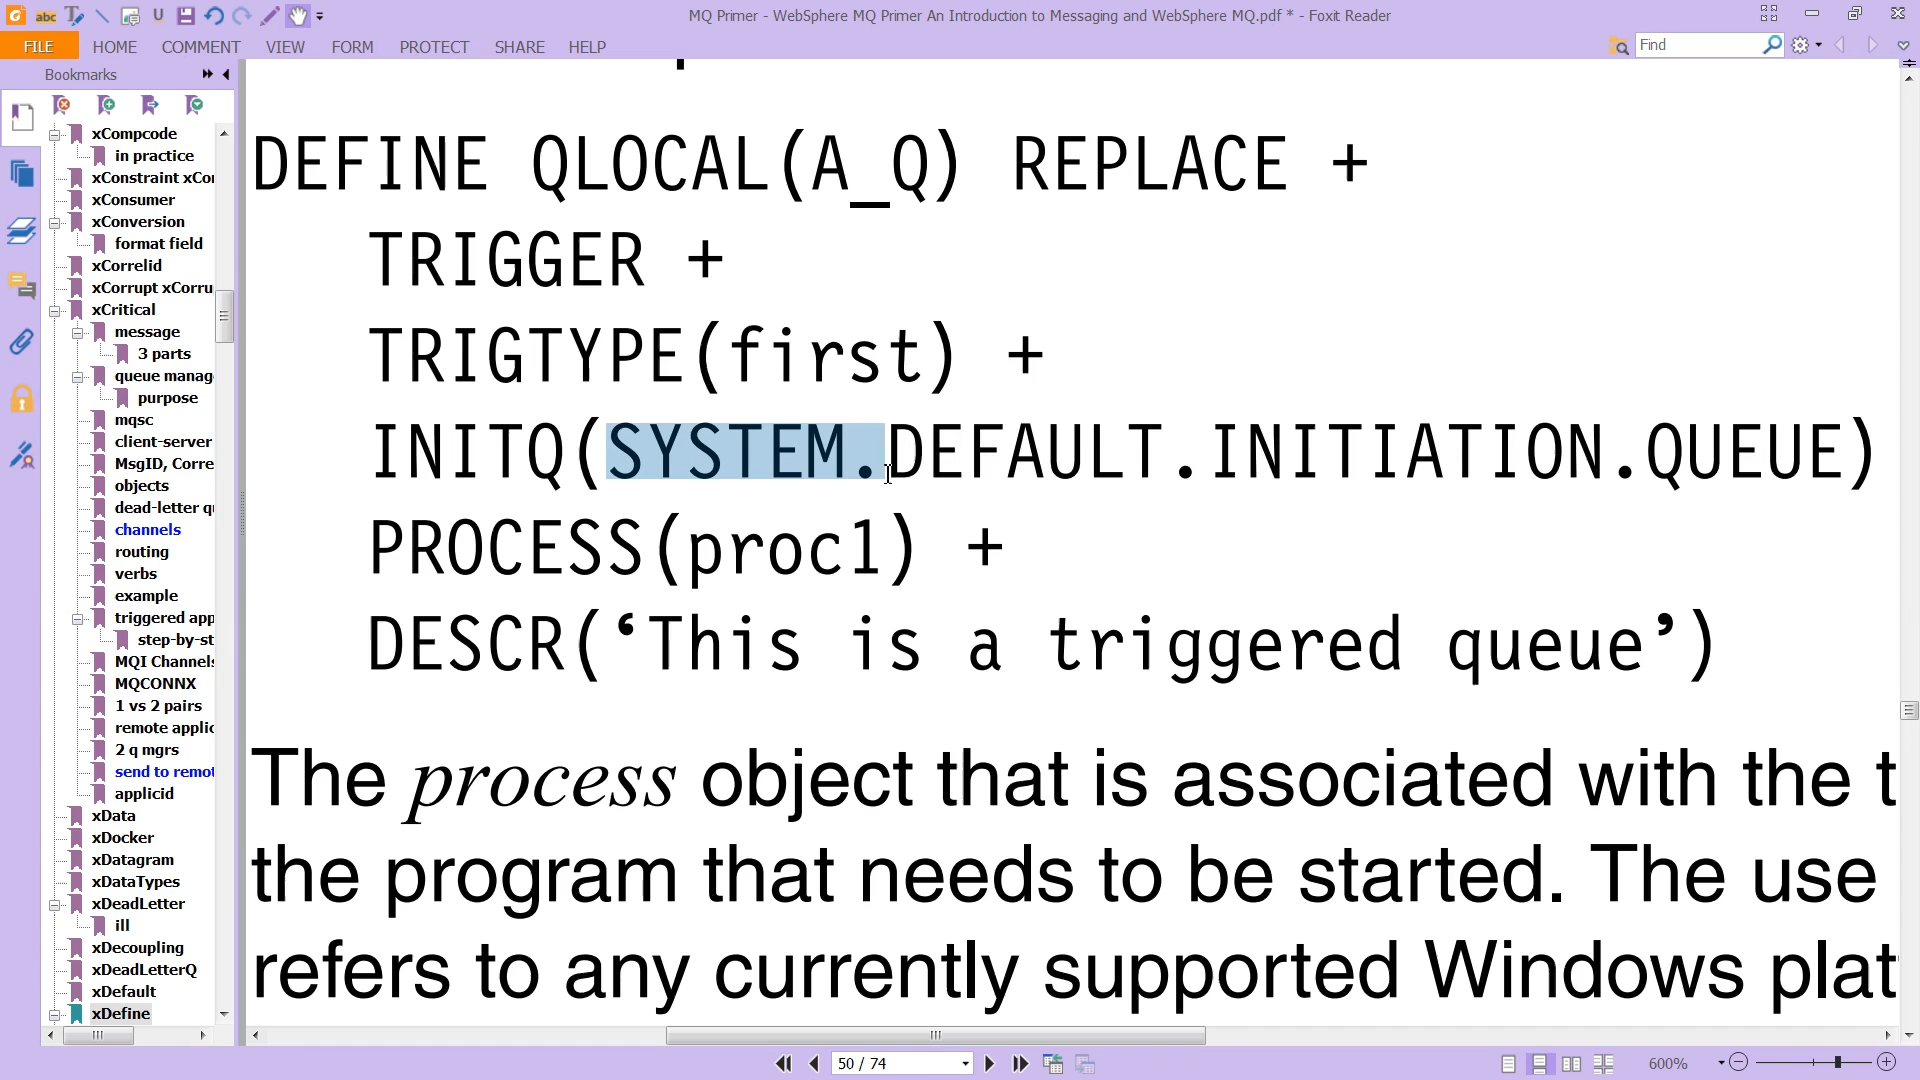 MQ Primer - WebSphere MQ Primer An Introduction to Messaging and WebSphere MQ.pdf * - Foxit Reader
FILE HOME COMMENT VIEW FORM PROTECT SHARE HELP Find
Bookmarks
xCompcode
in practice
xConstraint xCor
xConsumer
xConversion
format field
xCorrelid
xCorrupt xCorru
xCritical
message
3 parts
queue manag
purpose
mqsc
client-server
MsgID, Corre
objects
dead-letter q
channels
routing
verbs
example
triggered app
step-by-st
MQI Channels
MQCONNX
1 vs 2 pairs
remote applic
2 q mgrs
send to remot
applicid
xData
xDocker
xDatagram
xDataTypes
xDeadLetter
ill
xDecoupling
xDeadLetterQ
xDefault
xDefine
DEFINE QLOCAL(A_Q) REPLACE +
TRIGGER +
TRIGTYPE(first) +
INITQ(SYSTEM.DEFAULT.INITIATION.QUEUE)
PROCESS(proc1) +
DESCR(‘This is a triggered queue’)
The process object that is associated with the t
the program that needs to be started. The use
refers to any currently supported Windows plat
50 / 74
600%